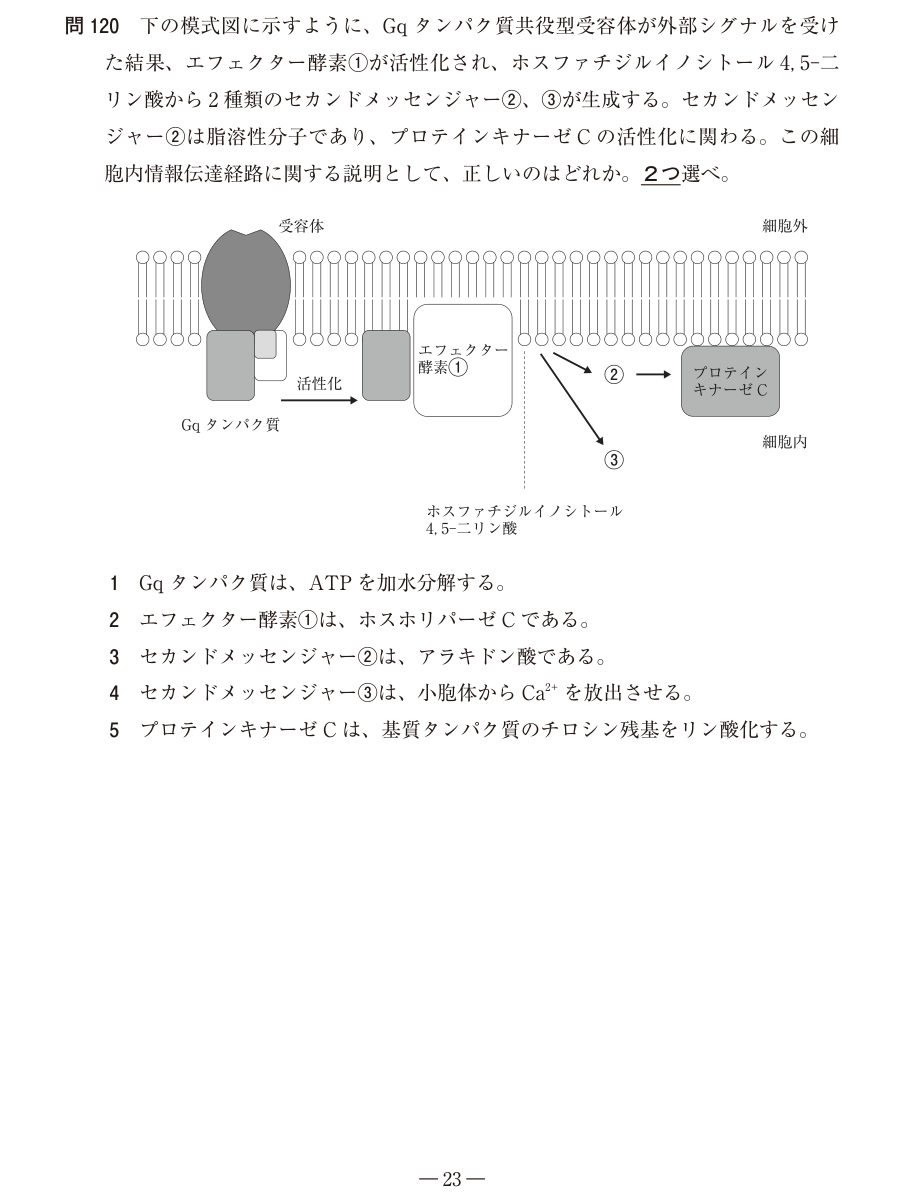 問 120 下の模式図に示すように、Gq タンパク質共役型受容体が外部シグナルを受け
た結果、エフェクター酵素①が活性化され、ホスファチジルイノシトール 4, 5-二
リン酸から 2 種類のセカンドメッセンジャー②、③が生成する。セカンドメッセン
ジャー②は脂溶性分子であり、プロテインキナーゼ C の活性化に関わる。この細
胞内情報伝達経路に関する説明として、正しいのはどれか。2つ選べ。
受容体
細胞外
エフェクター
酵素①
活性化
Gq タンパク質
②
③
プロテイン
キナーゼ C
細胞内
ホスファチジルイノシトール
4, 5-二リン酸
1 Gq タンパク質は、ATP を加水分解する。
2 エフェクター酵素①は、ホスホリパーゼ C である。
3 セカンドメッセンジャー②は、アラキドン酸である。
4 セカンドメッセンジャー③は、小胞体から Ca²⁺ を放出させる。
5 プロテインキナーゼ C は、基質タンパク質のチロシン残基をリン酸化する。
― 23 ―